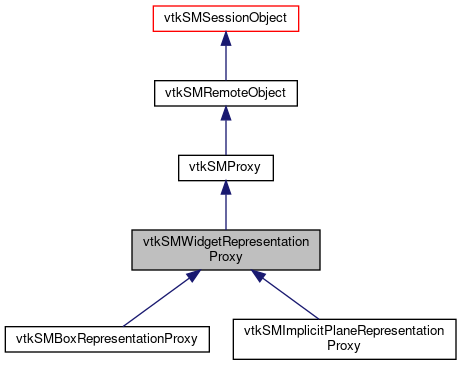 vtkSMSessionObject
vtkSMRemoteObject
vtkSMProxy
vtkSMWidgetRepresentation
Proxy
vtkSMBoxRepresentationProxy
vtkSMImplicitPlaneRepresentation
Proxy